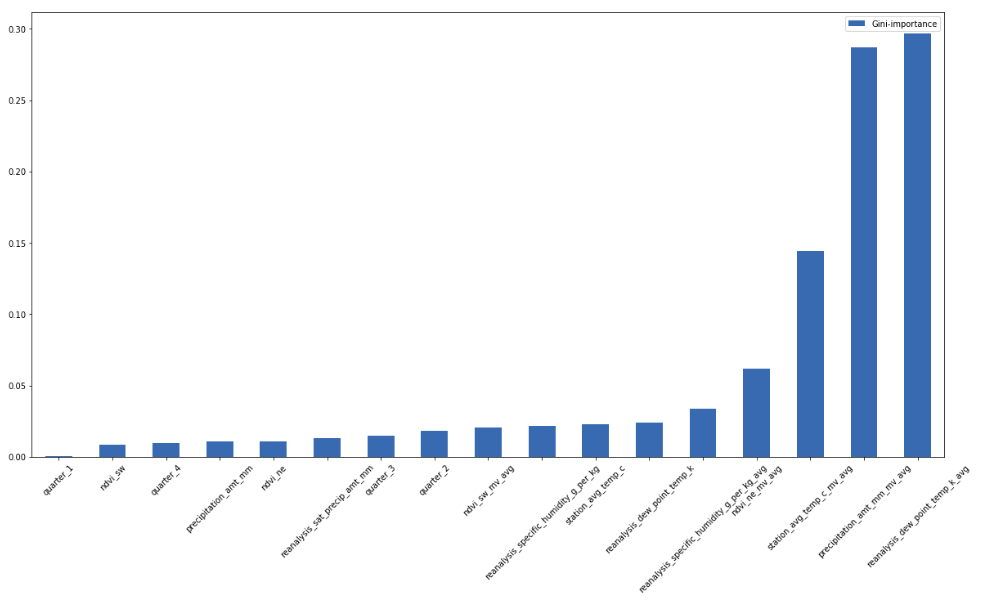 Gini-importance
0.30
0.25
0.20
0.15
0.10
0.05
0.00
quarter_1
ndvi_sw
quarter_4
precipitation_amt_mm
ndvi_ne
reanalysis_sat_precip_amt_mm
quarter_3
quarter_2
ndvi_sw_mv_avg
reanalysis_specific_humidity_g_per_kg
station_avg_temp_c
reanalysis_dew_point_temp_k
reanalysis_specific_humidity_g_per_kg_avg
ndvi_ne_mv_avg
station_avg_temp_c_mv_avg
precipitation_amt_mm_mv_avg
reanalysis_dew_point_temp_k_avg